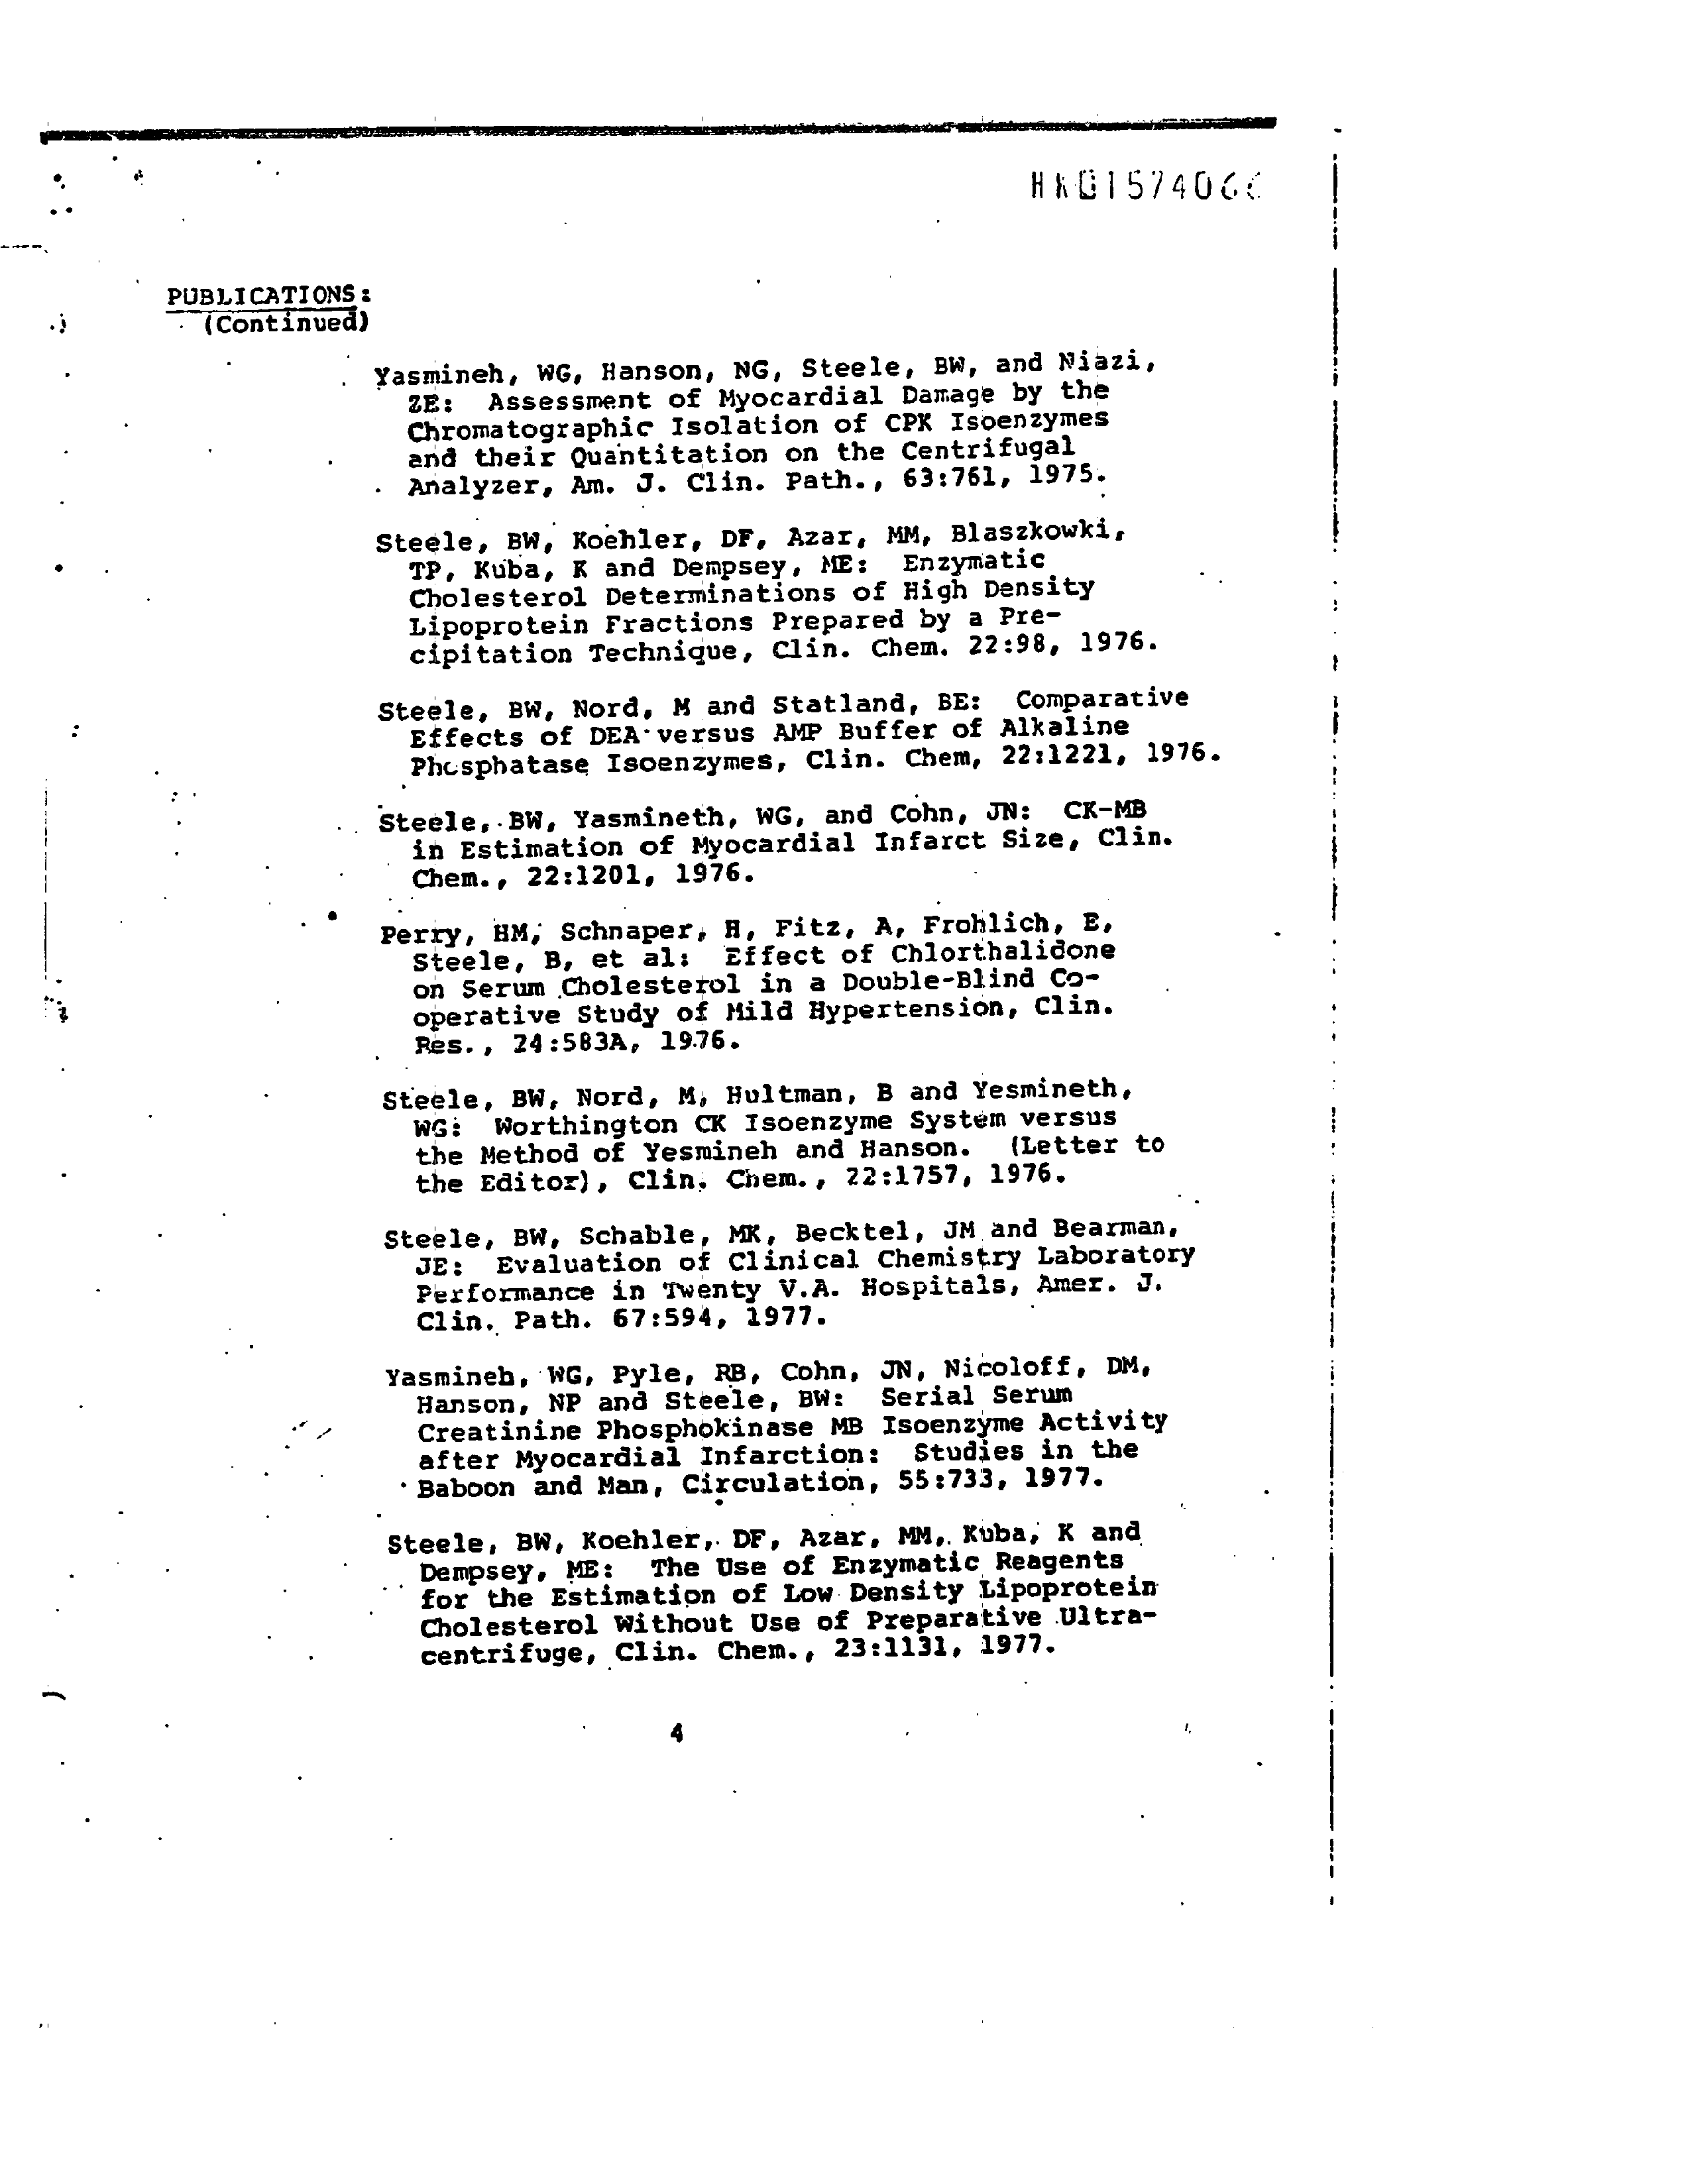 PUBLICATIONS:
(Continued)
Yasmineh, WG, Hanson, NG, Steele, BW, and Niazi,
ZE: Assessment of Myocardial Damage by the
Chromatographic Isolation of CPK Isoenzymes
and their Quantitation on the Centrifugal
Analyzer, Am. J. Clin. Path., 63:761, 1975.
Steele, BW, Koehler, DF, Azar, MM, Blaszkowki,
TP, Kuba, K and Dempsey, ME: Enzymatic
Cholesterol Determinations of High Density
Lipoprotein Fractions Prepared by a Pre-
cipitation Technique, Clin. Chem. 22:98, 1976.
Steele, BW, Nord, M and Statland, BE: Comparative
Effects of DEA versus AMP Buffer of Alkaline
Phosphatase Isoenzymes, Clin. Chem, 22:1221, 1976.
Steele, BW, Yasmineth, WG, and Cohn, JN: CK-MB
in Estimation of Myocardial Infarct Size, Clin.
Chem., 22:1201, 1976.
Perry, HM, Schnaper, H, Fitz, A, Frohlich, E,
Steele, B, et al: Effect of Chlorthalidone
on Serum Cholesterol in a Double-Blind Co-
operative Study of Mild Hypertension, Clin.
Res., 24:583A, 1976.
Steele, BW, Nord, M, Hultman, B and Yesmineth,
WG: Worthington CK Isoenzyme System versus
the Method of Yesmineh and Hanson. (Letter to
the Editor), Clin. Chem., 22:1757, 1976.
Steele, BW, Schable, MK, Becktel, JM and Bearman,
JE: Evaluation of Clinical Chemistry Laboratory
Performance in Twenty V.A. Hospitals, Amer. J.
Clin. Path. 67:594, 1977.
Yasmineh, WG, Pyle, RB, Cohn, JN, Nicoloff, DM,
Hanson, NP and Steele, BW: Serial Serum
Creatinine Phosphokinase MB Isoenzyme Activity
after Myocardial Infarction: Studies in the
Baboon and Man, Circulation, 55:733, 1977.
Steele, BW, Koehler, DF, Azar, MM, Kuba, K and
Dempsey, ME: The Use of Enzymatic Reagents
for the Estimation of Low Density Lipoprotein
Cholesterol Without Use of Preparative Ultra-
centrifuge, Clin. Chem., 23:1131, 1977.
4